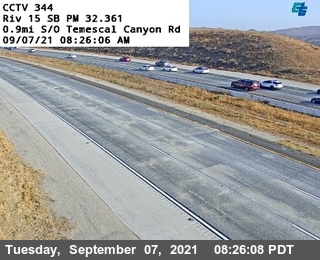 CCTV 344
Riv 15 SB PM 32.361
0.9mi S/O Temescal Canyon Rd
09/07/21 08:26:06 AM
Tuesday, September 07, 2021 08:26:08 PDT